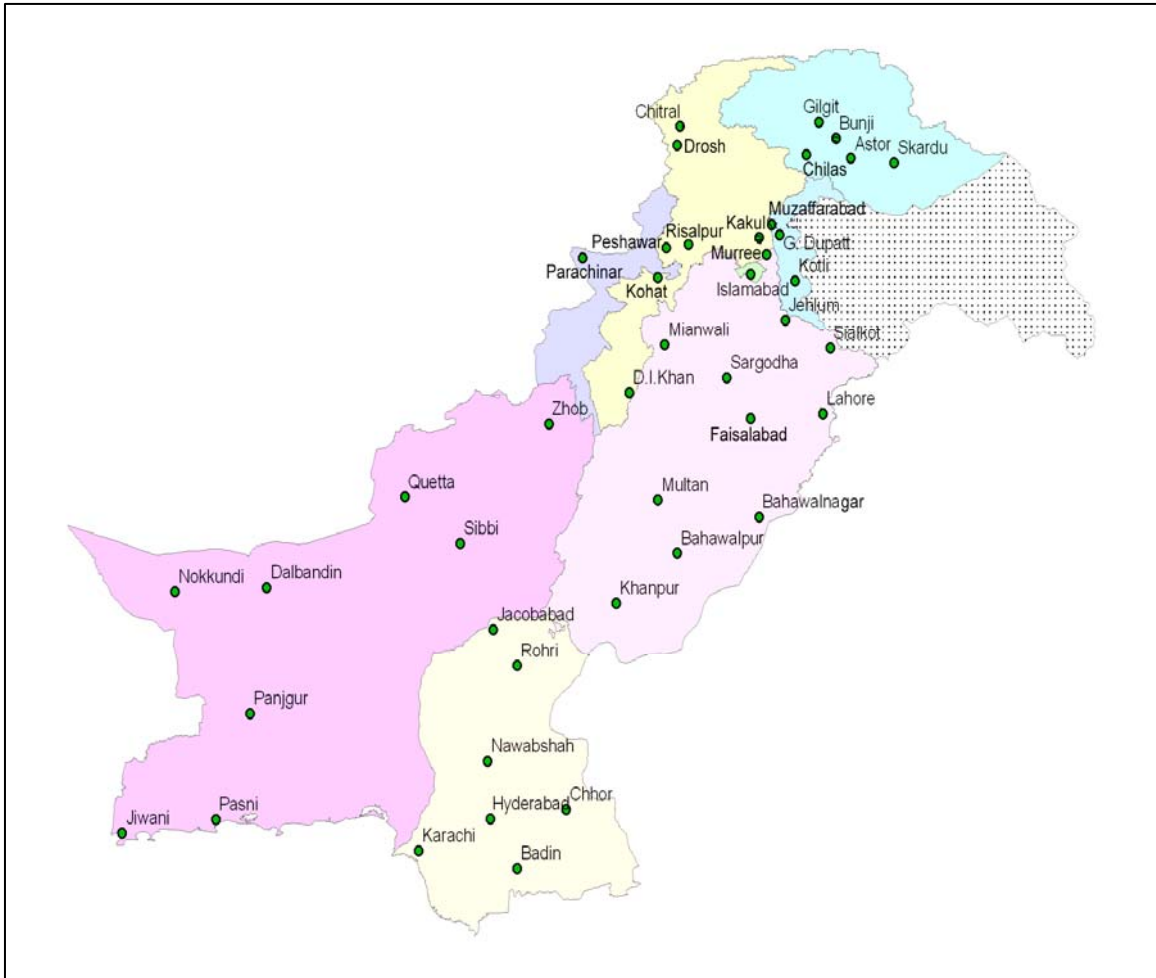 Gilgit
Chitral
Bunji
Drosh
Astor
Skardu
Chilas
Muzaffarabad
Kakul
Risalpur
Peshawar
G. Dupatt
Murree
Parachinar
Kotli
Kohat
Islamabad
Jehlum
Mianwali
Sialkot
Sargodha
D.I.Khan
Lahore
Zhob
Faisalabad
Quetta
Multan
Bahawalnagar
Sibbi
Bahawalpur
Nokkundi
Dalbandin
Khanpur
Jacobabad
Rohri
Panjgur
Nawabshah
Chhor
Hyderabad
Pasni
Jiwani
Karachi
Badin